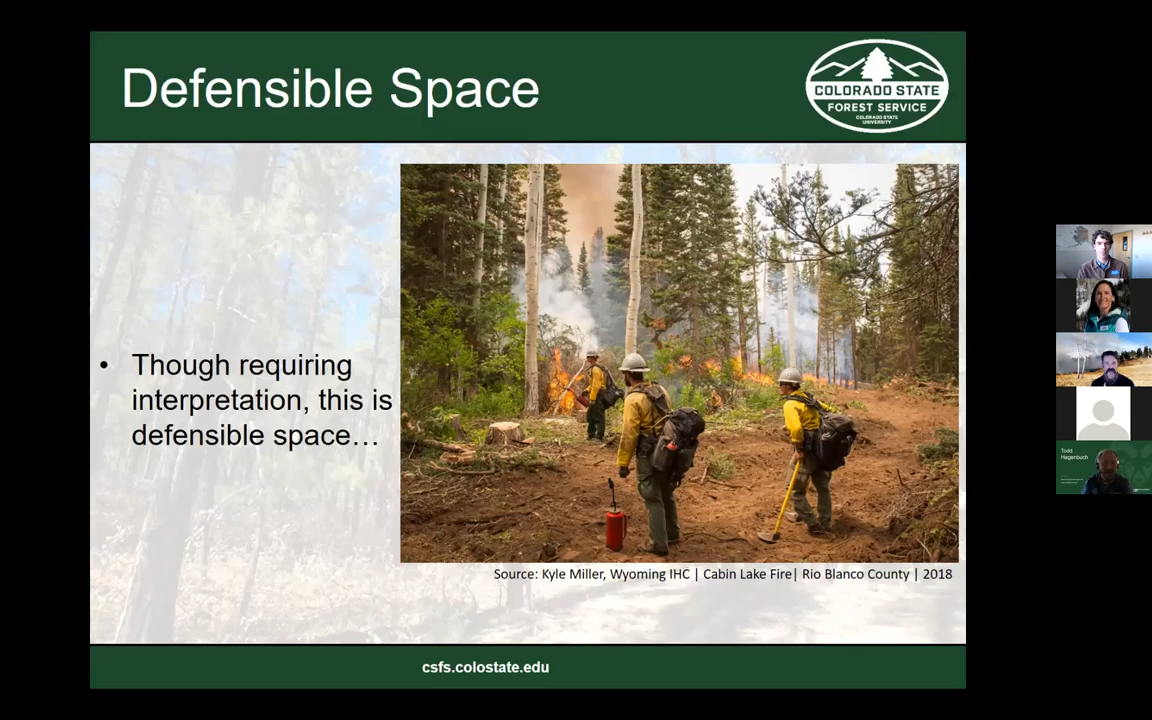 Defensible Space
COLORADO STATE
FOREST SERVICE
COLORADO STATE
UNIVERSITY
• Though requiring
interpretation, this is
defensible space…
Source: Kyle Miller, Wyoming IHC | Cabin Lake Fire| Rio Blanco County | 2018
csfs.colostate.edu
Todd
Hagenbuch